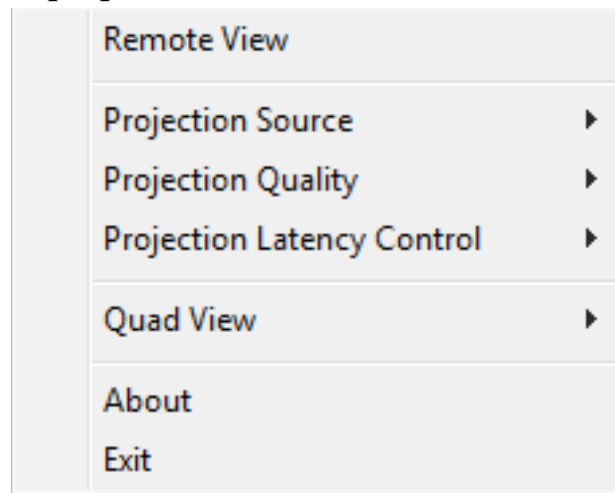 Remote View
Projection Source
Projection Quality
Projection Latency Control
Quad View
About
Exit